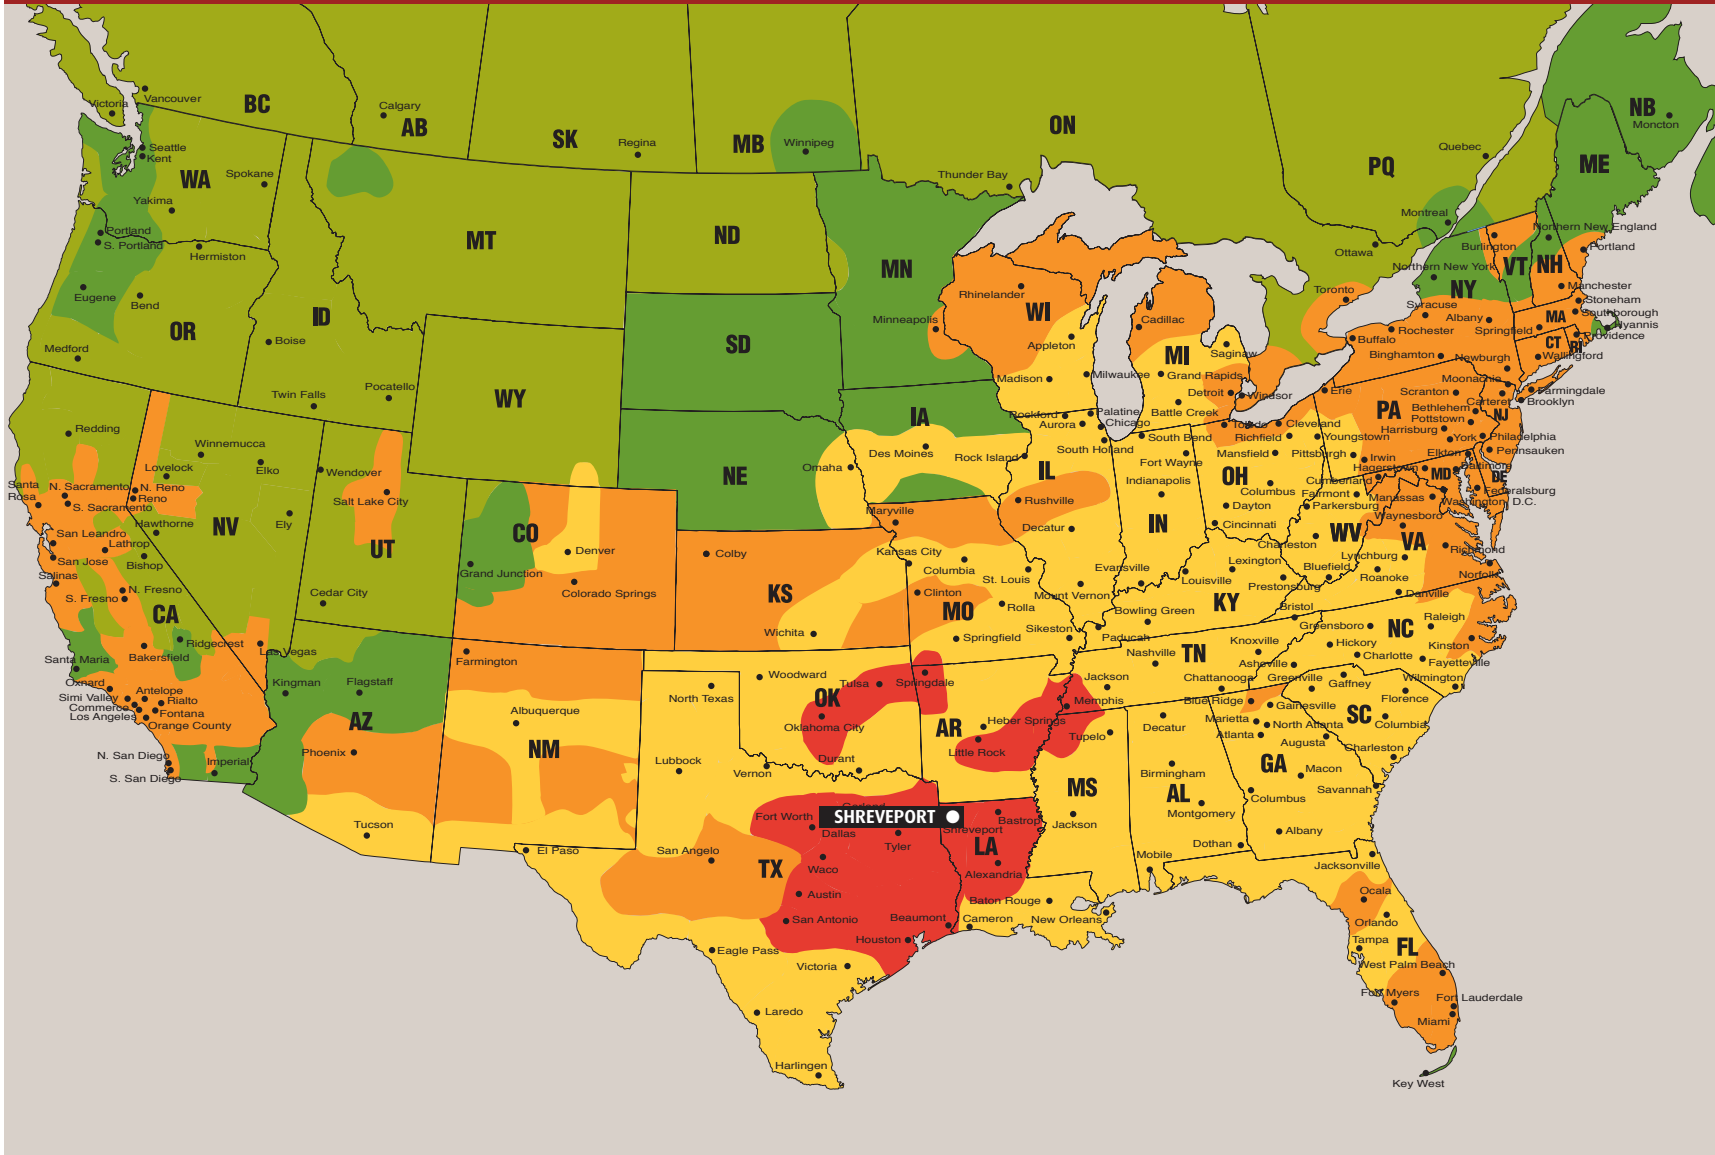 BC
AB
SK
MB
ON
PQ
NB
ME
Victoria
Vancouver
Calgary
Regina
Winnipeg
Thunder Bay
Quebec
Moncton
Montreal
Ottawa
Toronto
Windsor
WA
Seattle
Kent
Spokane
Yakima
OR
Portland
S. Portland
Hermiston
Eugene
Bend
Medford
ID
Boise
Twin Falls
Pocatello
MT
ND
SD
MN
Minneapolis
WI
Rhinelander
Appleton
Madison
Milwaukee
MI
Cadillac
Saginaw
Grand Rapids
Detroit
Battle Creek
WY
NE
Omaha
IA
Des Moines
Rock Island
IL
Rockford
Aurora
Palatine
Chicago
South Holland
Rushville
Decatur
Mount Vernon
IN
South Bend
Fort Wayne
Indianapolis
Evansville
OH
Toledo
Cleveland
Richfield
Youngstown
Mansfield
Columbus
Dayton
Cincinnati
PA
Erie
Scranton
Bethlehem
Pottstown
Harrisburg
York
Philadelphia
Pittsburgh
Irwin
NY
Northern New York
Syracuse
Albany
Rochester
Buffalo
Binghamton
Newburgh
Farmingdale
Brooklyn
VT
Burlington
NH
Northern New England
Portland
Manchester
MA
Stoneham
Southborough
Hyannis
Springfield
CT
Wallingford
RI
Providence
NJ
Moonachie
Carteret
Pennsauken
MD
Elkton
Baltimore
Hagerstown
Cumberland
DE
Federalsburg
Washington D.C.
WV
Fairmont
Parkersburg
Charleston
Bluefield
VA
Manassas
Waynesboro
Richmond
Lynchburg
Roanoke
Norfolk
Danville
Bristol
KY
Lexington
Louisville
Prestonsburg
Bowling Green
Paducah
TN
Nashville
Knoxville
Chattanooga
Jackson
Memphis
NC
Greensboro
Raleigh
Hickory
Charlotte
Kinston
Fayetteville
Asheville
Wilmington
SC
Greenville
Gaffney
Florence
Columbia
Charleston
GA
Blue Ridge
Gainesville
Marietta
North Atlanta
Atlanta
Augusta
Macon
Columbus
Savannah
Albany
AL
Decatur
Birmingham
Montgomery
Dothan
Mobile
MS
Tupelo
Jackson
FL
Jacksonville
Ocala
Orlando
Tampa
West Palm Beach
Fort Myers
Fort Lauderdale
Miami
Key West
CA
Redding
Santa
Rosa
N. Sacramento
S. Sacramento
San Leandro
Lathrop
San Jose
Bishop
Salinas
N. Fresno
S. Fresno
Ridgecrest
Bakersfield
Santa Maria
Oxnard
Simi Valley
Antelope
Rialto
Commerce
Fontana
Los Angeles
Orange County
N. San Diego
S. San Diego
Imperial
NV
Winnemucca
Lovelock
Elko
N. Reno
Reno
Hawthorne
Ely
Las Vegas
UT
Wendover
Salt Lake City
Cedar City
AZ
Kingman
Flagstaff
Phoenix
Tucson
CO
Denver
Grand Junction
Colorado Springs
NM
Farmington
Albuquerque
KS
Colby
Wichita
MO
Maryville
Kansas City
Columbia
St. Louis
Clinton
Rolla
Springfield
Sikeston
OK
Woodward
Tulsa
Oklahoma City
Durant
AR
Springdale
Heber Springs
Little Rock
LA
SHREVEPORT
Shreveport
Bastrop
Alexandria
Baton Rouge
Cameron
New Orleans
TX
North Texas
Lubbock
Vernon
El Paso
San Angelo
Fort Worth
Garland
Dallas
Tyler
Waco
Austin
San Antonio
Beaumont
Houston
Eagle Pass
Victoria
Laredo
Harlingen